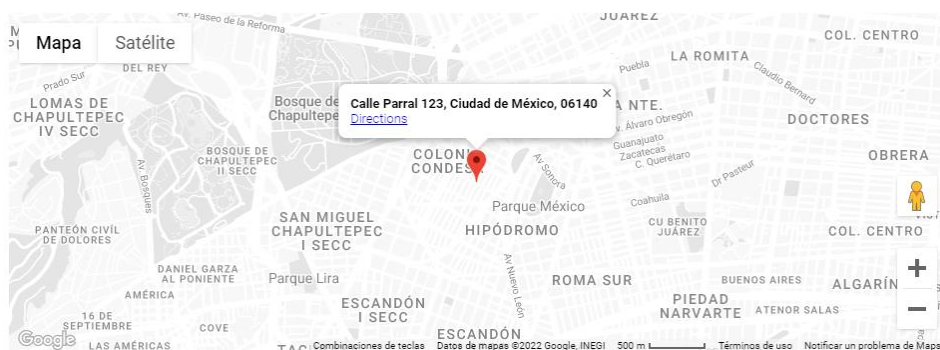 JUÁREZ
Av. Paseo de la Reforma
Mapa
Satélite
COL. CENTRO
LA ROMITA
DEL REY
Puebla
Claudio Bernard
Prado Sur
LOMAS DE
CHAPULTEPEC
IV SECC
Bosque de
Chapultepec
Calle Parral 123, Ciudad de México, 06140
Directions
A NTE.
v. Álvaro Obregón
DOCTORES
Guanajuato
Zacatecas
C. Querétaro
BOSQUE DE
CHAPULTEPEC
II SECC
COLONI
CONDES
Av Sonora
OBRERA
Av. Bosques
Dr Pasteur
Coahuila
Parque México
SAN MIGUEL
CHAPULTEPEC
I SECC
CU BENITO
JUÁREZ
PANTEÓN CIVÍL
DE DOLORES
HIPÓDROMO
COL. CENTRO
DANIEL GARZA
AL PONIENTE
Parque Lira
Av Nuevo León
ROMA SUR
BUENOS AIRES
ALGARÍN
AMÉRICA
ESCANDÓN
I SECC
PIEDAD
NARVARTE
ATENOR SALAS
16 DE
SEPTIEMBRE
COVE
ESCANDÓN
Google
LAS AMÉRICAS
Combinaciones de teclas
Datos de mapas ©2022 Google, INEGI
500 m
Términos de uso
Notificar un problema de Maps